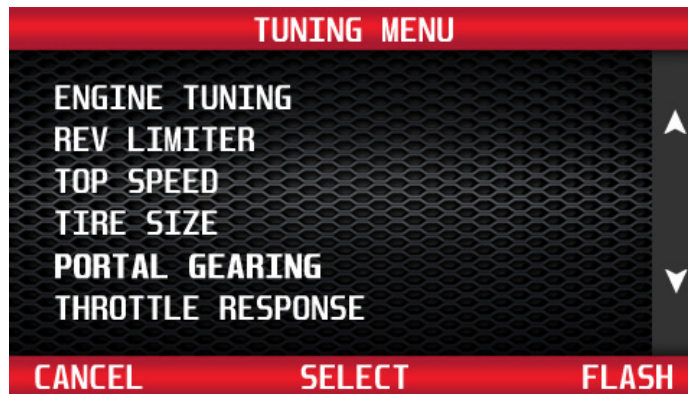 TUNING MENU
ENGINE TUNING
REV LIMITER
TOP SPEED
TIRE SIZE
PORTAL GEARING
THROTTLE RESPONSE
CANCEL SELECT FLASH